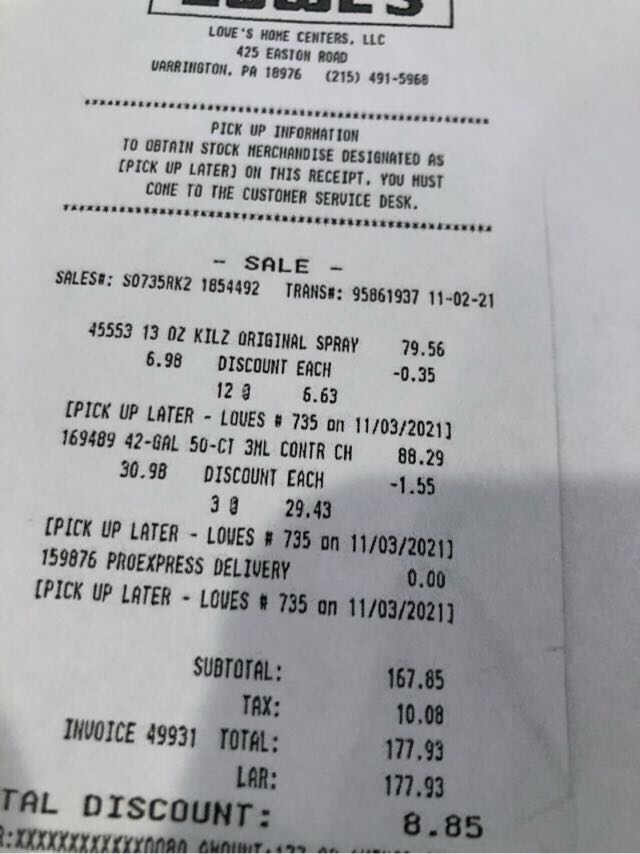 LOWE'S
LOWE'S HOME CENTERS, LLC
425 EASTON ROAD
WARRINGTON, PA 18976 (215) 491-5968
PICK UP INFORMATION
TO OBTAIN STOCK MERCHANDISE DESIGNATED AS
[PICK UP LATER] ON THIS RECEIPT, YOU MUST
COME TO THE CUSTOMER SERVICE DESK.
- SALE -
SALES#: S0735RK2 1854492 TRANS#: 95861937 11-02-21
45553 13 OZ KILZ ORIGINAL SPRAY 79.56
6.98 DISCOUNT EACH -0.35
12 @ 6.63
[PICK UP LATER - LOWES # 735 on 11/03/2021]
169489 42-GAL 50-CT 3ML CONTR CH 88.29
30.98 DISCOUNT EACH -1.55
3 @ 29.43
[PICK UP LATER - LOWES # 735 on 11/03/2021]
159876 PROEXPRESS DELIVERY 0.00
[PICK UP LATER - LOWES # 735 on 11/03/2021]
SUBTOTAL: 167.85
TAX: 10.08
INVOICE 49931 TOTAL: 177.93
LAR: 177.93
TAL DISCOUNT: 8.85